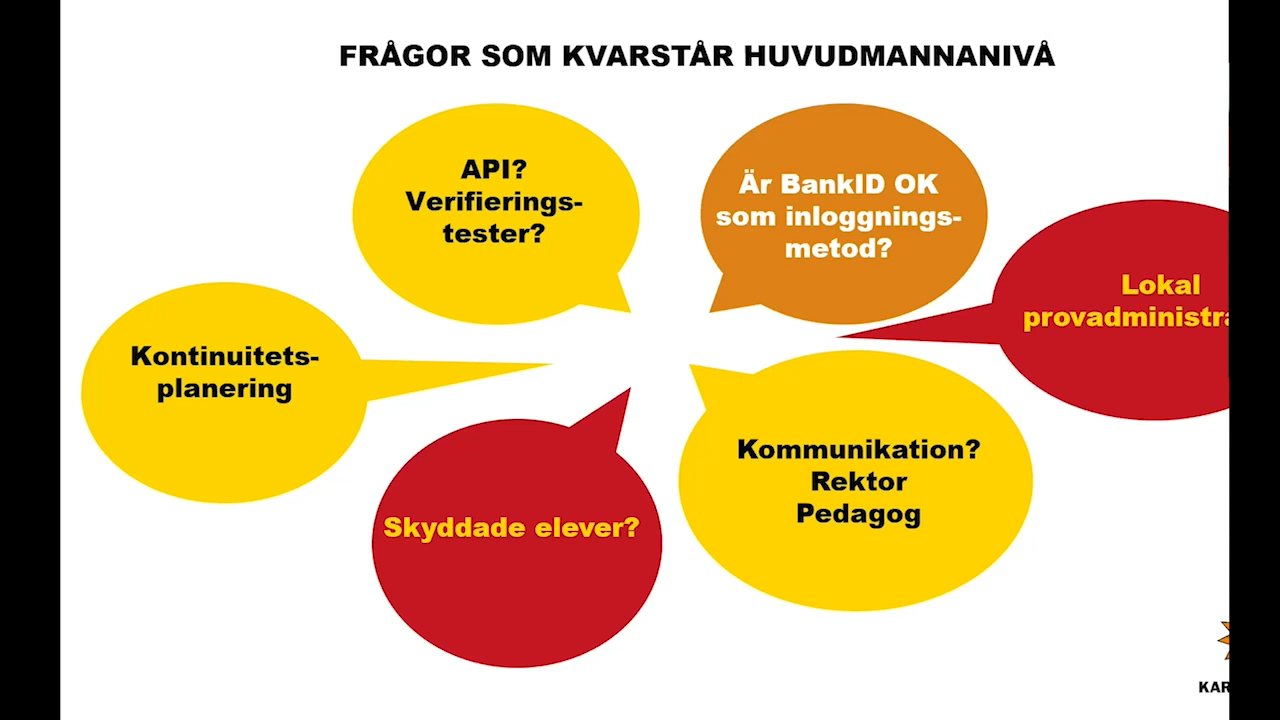 FRÅGOR SOM KVARSTÅR HUVUDMANNANIVÅ
API?
Verifierings-
tester?
Är BankID OK
som inloggnings-
metod?
Lokal
Kontinuitets-
planering
Kommunikation?
Rektor
Pedagog
Skyddade elever?